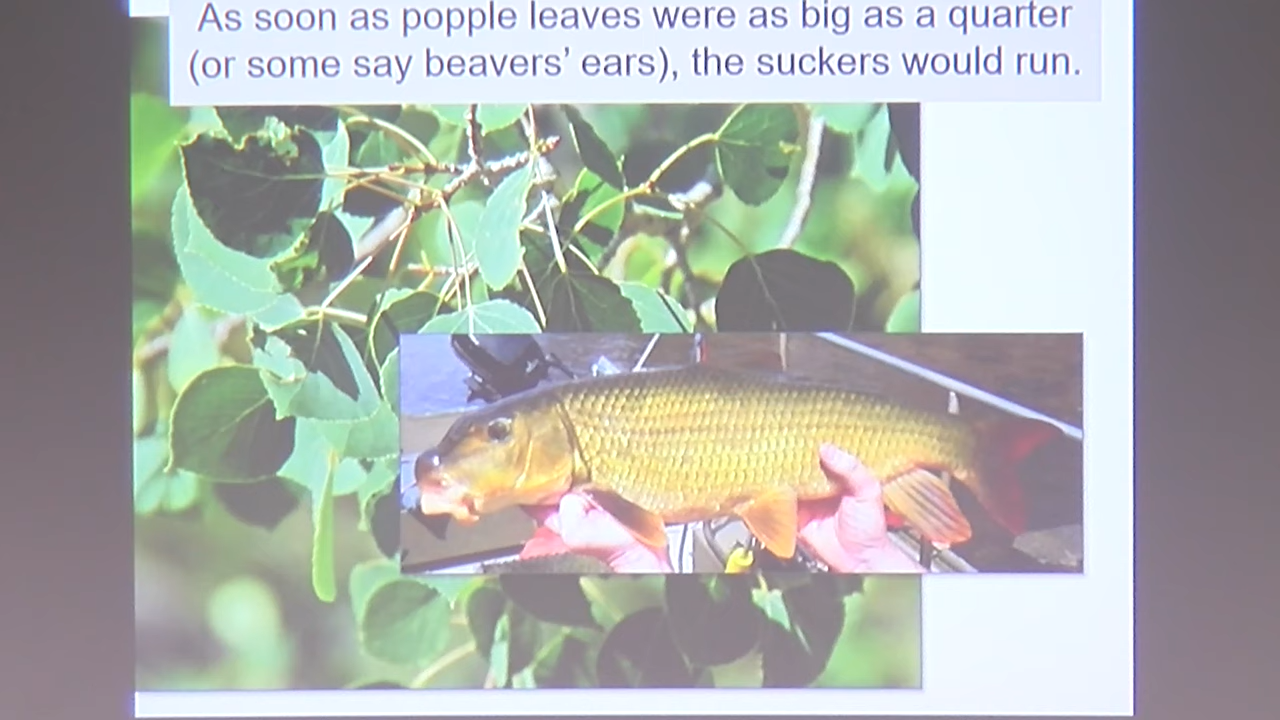 As soon as popple leaves were as big as a quarter
(or some say beavers’ ears), the suckers would run.